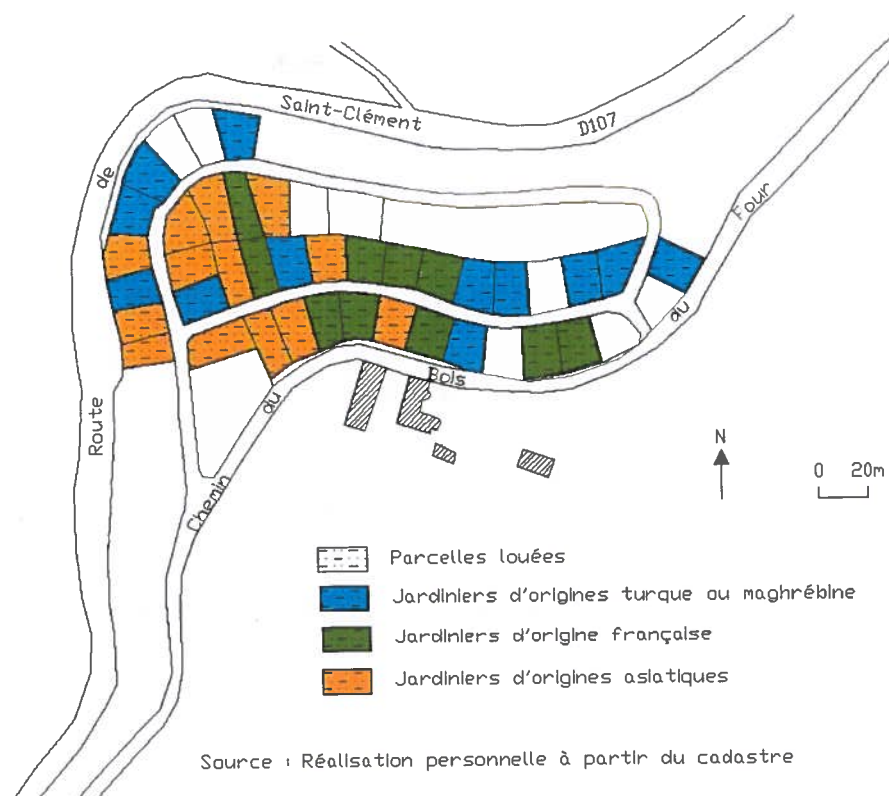 Saint-Clément
D107
de
Route
Four
du
Bois
du
Chemin
N
0 20m
Parcelles louées
Jardiniers d'origines turque ou maghrébine
Jardiniers d'origine française
Jardiniers d'origines asiatiques
Source : Réalisation personnelle à partir du cadastre